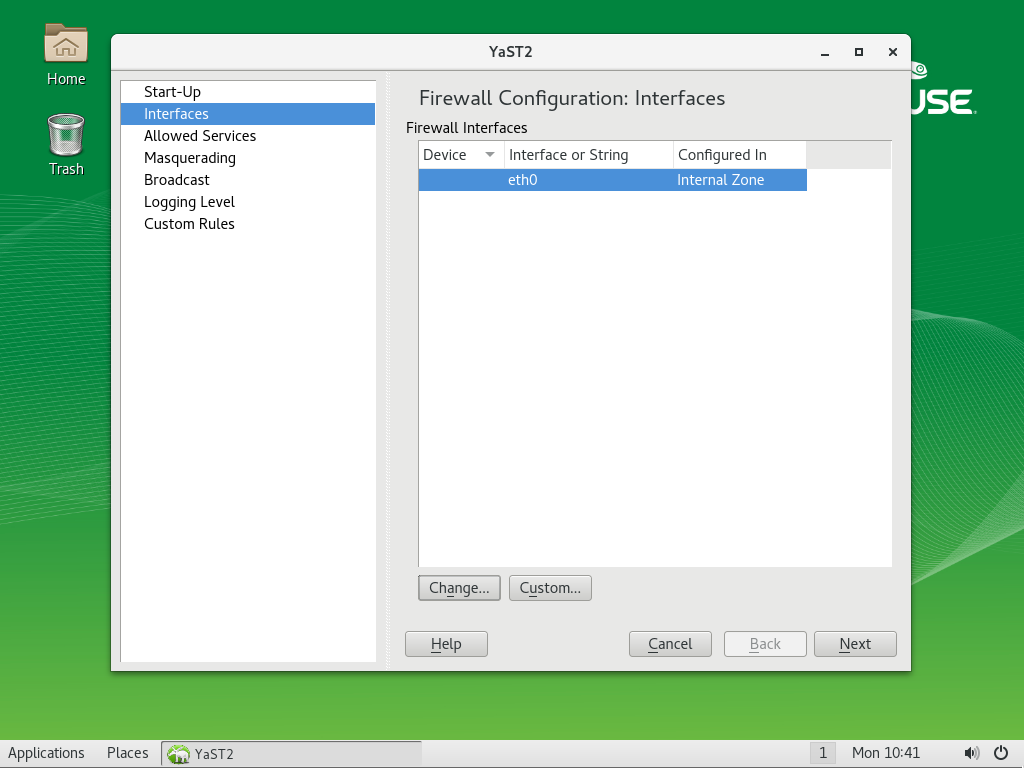 Home
Trash
YaST2
USE
Start-Up
Interfaces
Allowed Services
Masquerading
Broadcast
Logging Level
Custom Rules
Firewall Configuration: Interfaces
Firewall Interfaces
Device Interface or String Configured In
eth0 Internal Zone
Change... Custom...
Help Cancel Back Next
Applications Places YaST2 1 Mon 10:41